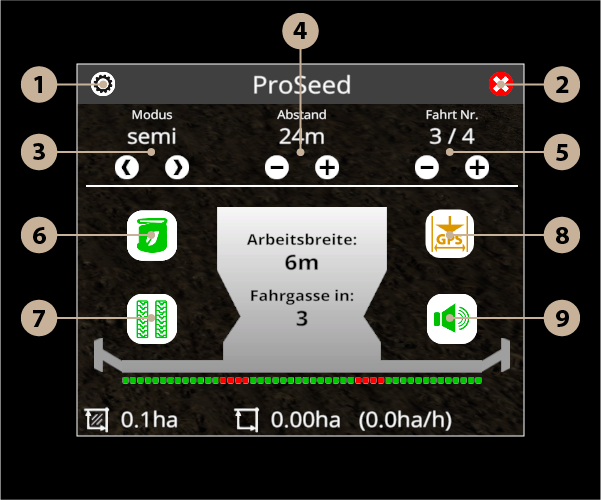 4
1
ProSeed
2
Modus
Abstand
Fahrt Nr.
3
semi
24m
3 / 4
5
6
Arbeitsbreite:
6m
GPS
8
7
Fahrgasse in:
3
9
0.1ha
0.00ha
(0.0ha/h)